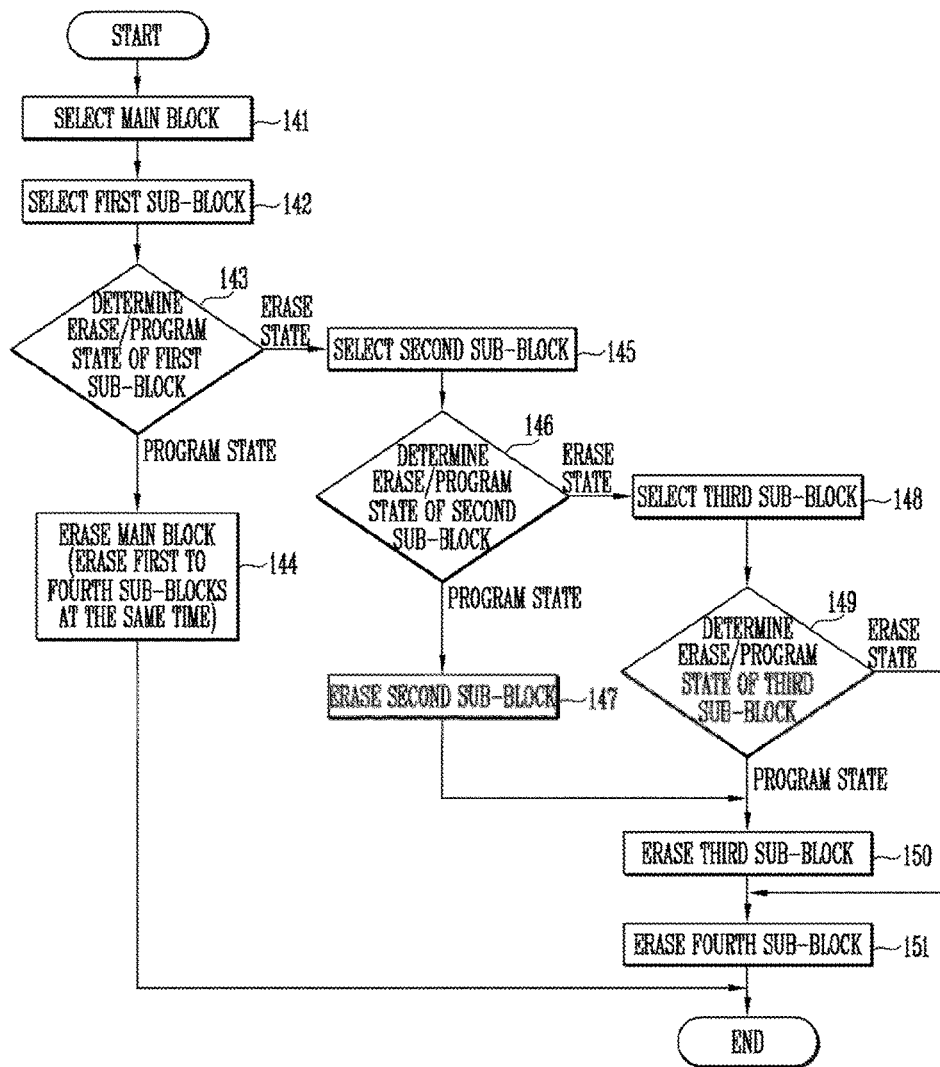 START
SELECT MAIN BLOCK
141
SELECT FIRST SUB-BLOCK
142
143
DETERMINE
ERASE/PROGRAM
STATE OF FIRST
SUB-BLOCK
ERASE
STATE
PROGRAM STATE
ERASE MAIN BLOCK
(ERASE FIRST TO
FOURTH SUB-BLOCKS
AT THE SAME TIME)
144
SELECT SECOND SUB-BLOCK
145
146
DETERMINE
ERASE/PROGRAM
STATE OF SECOND
SUB-BLOCK
ERASE
STATE
PROGRAM STATE
ERASE SECOND SUB-BLOCK
147
SELECT THIRD SUB-BLOCK
148
149
DETERMINE
ERASE/PROGRAM
STATE OF THIRD
SUB-BLOCK
ERASE
STATE
PROGRAM STATE
ERASE THIRD SUB-BLOCK
150
ERASE FOURTH SUB-BLOCK
151
END